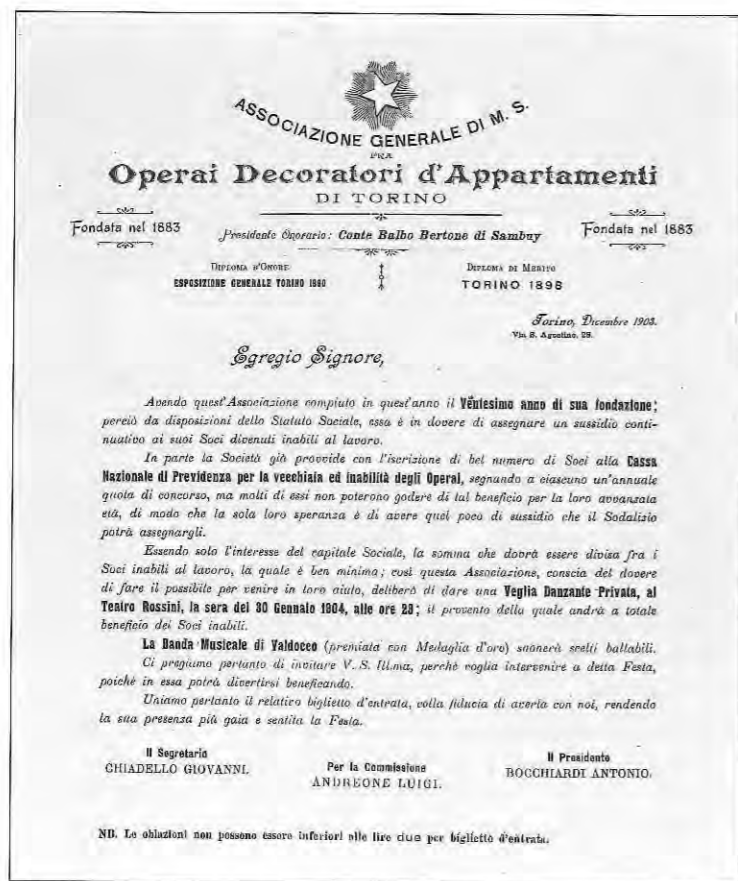 ASSOCIAZIONE GENERALE DI M. S.
FRA
Operai Decoratori d'Appartamenti
DI TORINO
Fondata nel 1883
Presidente Onorario: Conte Balbo Bertone di Sambuy
Fondata nel 1883
DIPLOMA D'ONORE
ESPOSIZIONE GENERALE TORINO
DIPLOMA DI MERITO
TORINO 1898
Torino, Dicembre 1903.
Via S. Agostino, 23.
Egregio Signore,
Avendo quest'Associazione compiuto in quest'anno il Ventesimo anno di sua fondazione;
perciò da disposizioni dello Statuto Sociale, essa è in dovere di assegnare un sussidio conti-
nuativo ai suoi Soci divenuti inabili al lavoro.
In parte la Società già provvide con l'iscrizione di bel numero di Soci alla Cassa
Nazionale di Previdenza per la vecchiaia ed inabilità degli Operai, segnando a ciascuno un'annuale
quota di concorso, ma molti di essi non poterono godere di tal beneficio per la loro avvanzata
età, di modo che la sola loro speranza è di avere quel poco di sussidio che il Sodalizio
potrà assegnargli.
Essendo solo l'interesse del capitale Sociale, la somma che dovrà essere divisa fra i
Soci inabili al lavoro, la quale è ben minima; così questa Associazione, conscia del dovere
di fare il possibile per venire in loro aiuto, deliberò di dare una Veglia Danzante Privata, al
Teatro Rossini, la sera del 30 Gennaio 1904, alle ore 23; il provento della quale andrà a totale
beneficio dei Soci inabili.
La Banda Musicale di Valdocco (premiata con Medaglia d'oro) suonerà scelti ballabili.
Ci pregiamo pertanto di invitare V. S. Ill.ma, perchè voglia intervenire a detta Festa,
poichè in essa potrà divertirsi beneficando.
Uniamo pertanto il relativo biglietto d'entrata, colla fiducia di averla con noi, rendendo
la sua presenza più gaia e sentita la Festa.
Il Segretario
CHIADELLO GIOVANNI.
Per la Commissione
ANDREONE LUIGI.
Il Presidente
BOCCHIARDI ANTONIO.
NB. Le oblazioni non possono essere inferiori alle lire due per biglietto d'entrata.